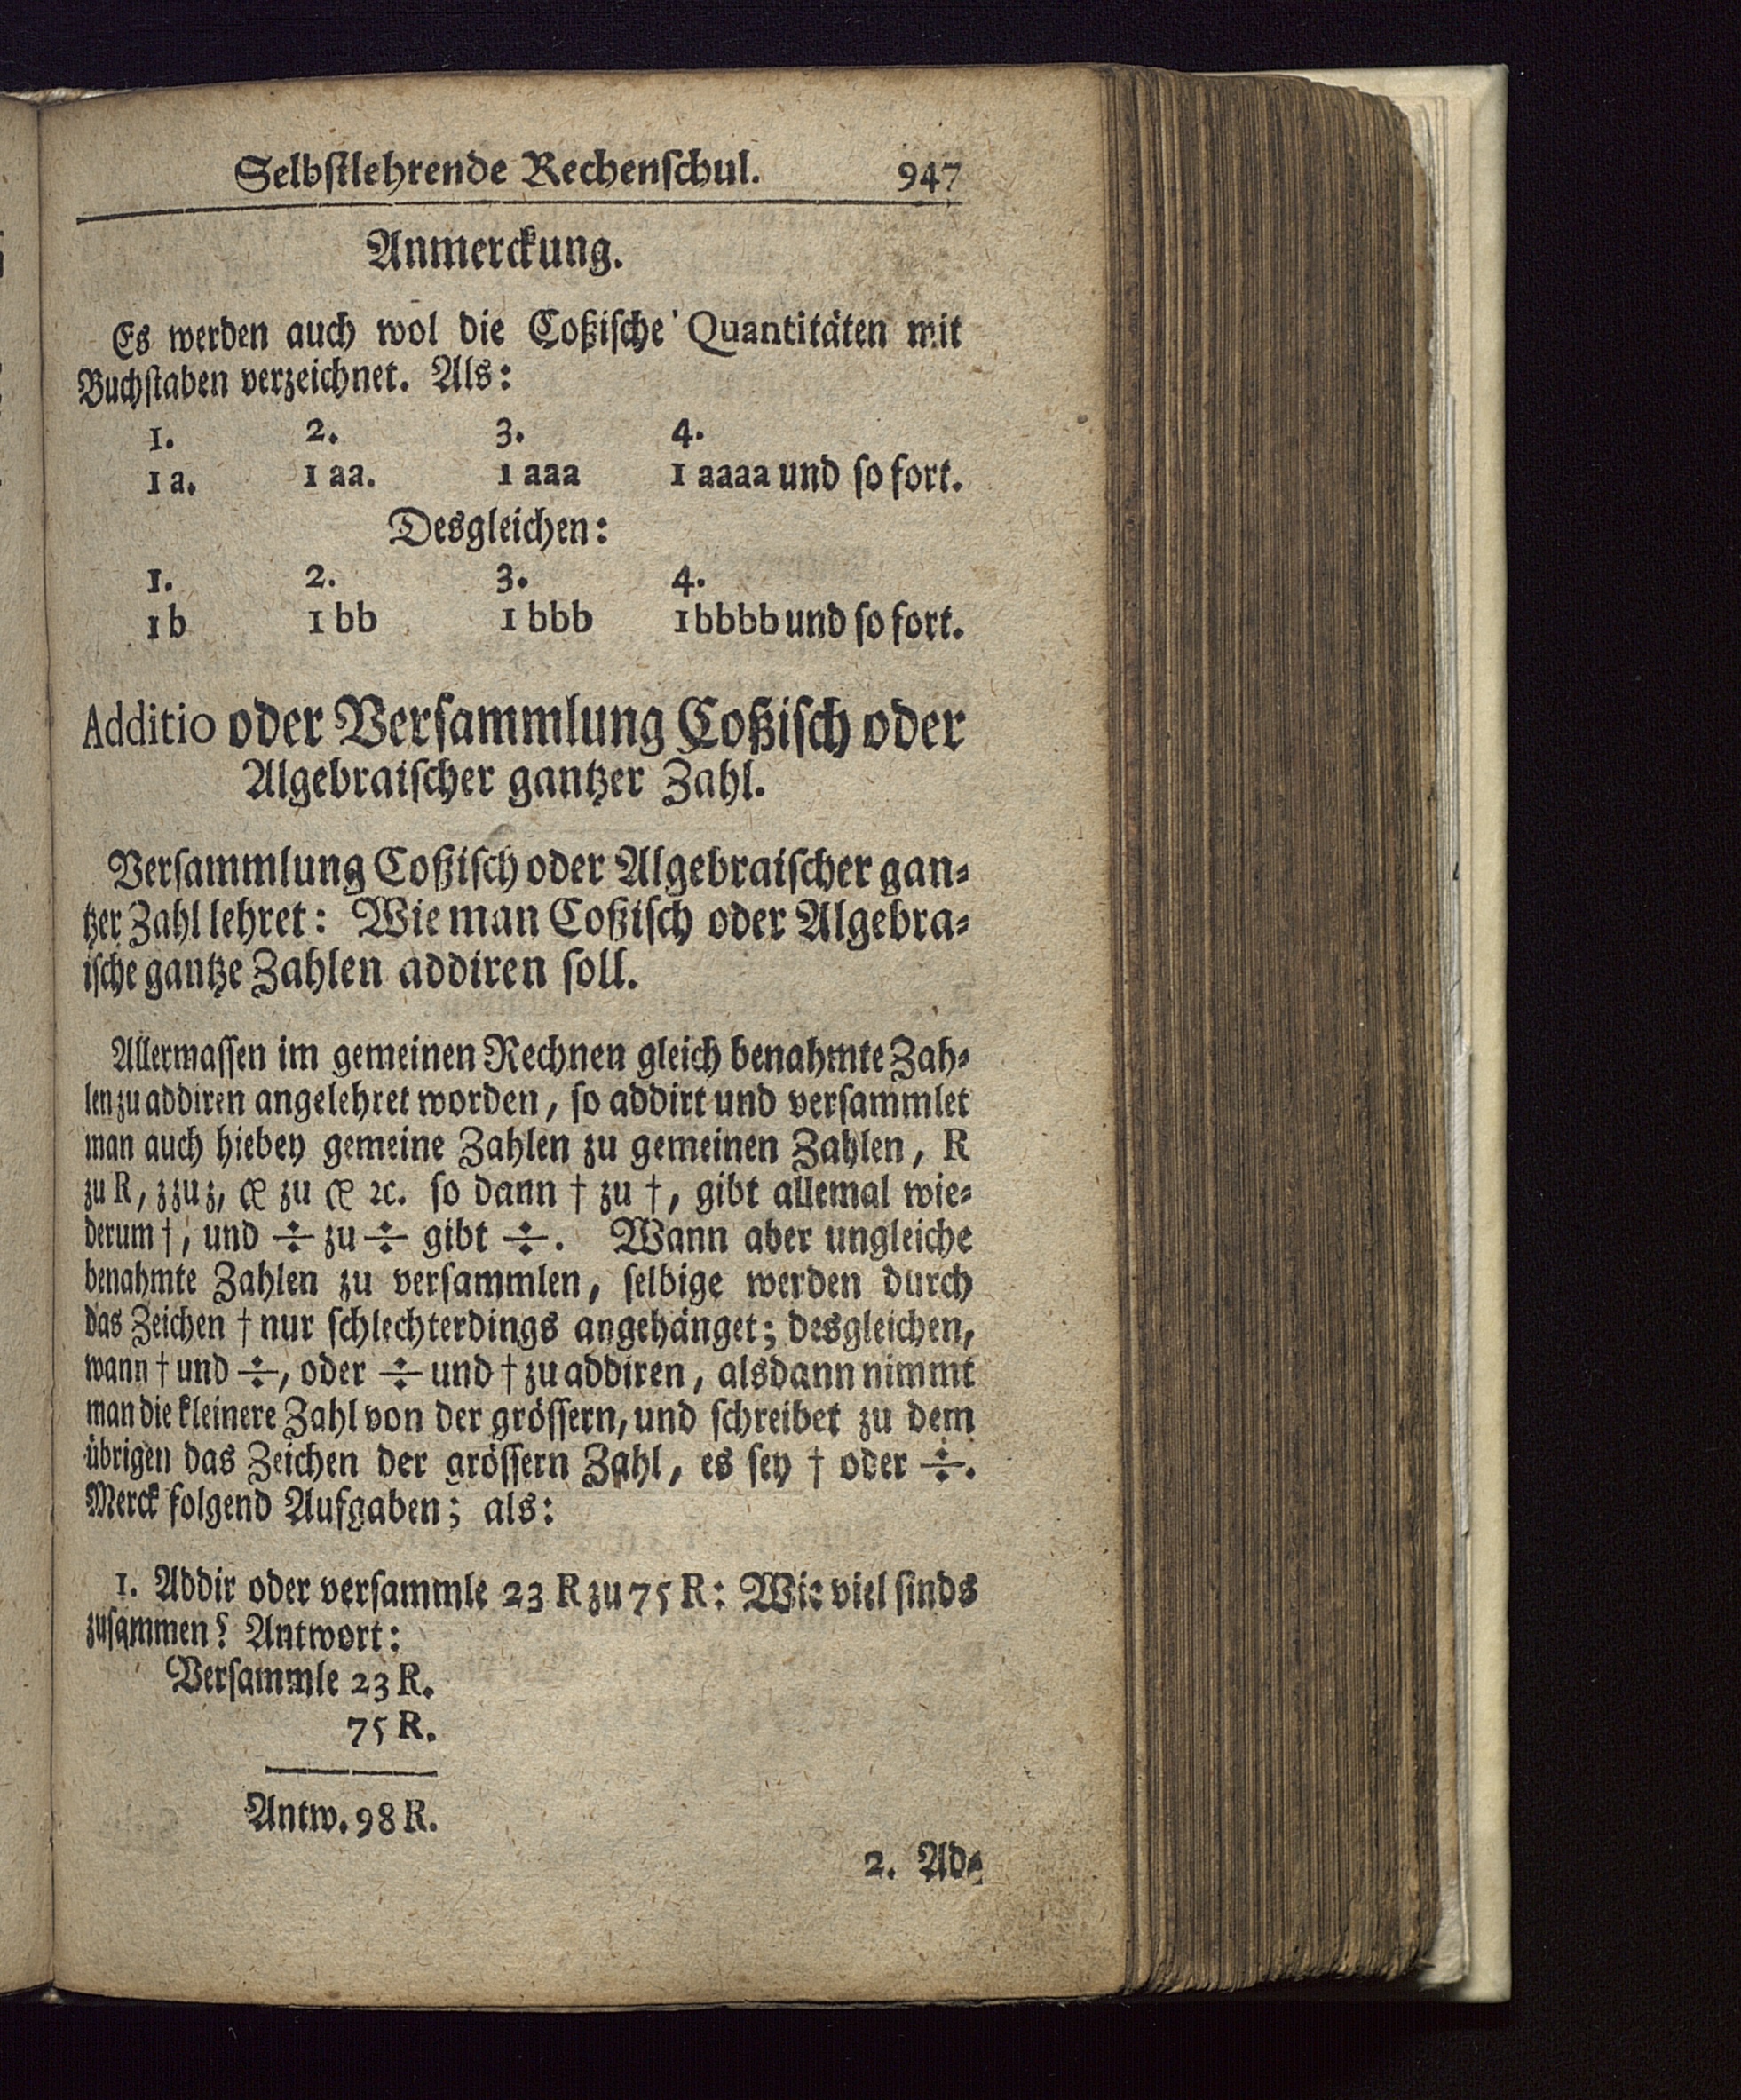 Selbstlehrende Rechenschul. 947
Anmerckung.
Es werden auch wol die Coßische Quantitäten mit
Buchstaben verzeichnet. Als:
1. 2. 3. 4.
1 a. 1 aa. 1 aaa 1 aaaa und so fort.
Desgleichen:
1. 2. 3. 4.
1 b 1 bb 1 bbb 1 bbbb und so fort.
Additio oder Versammlung Coßisch oder
Algebraischer gantzer Zahl.
Versammlung Coßisch oder Algebraischer gan-
tzer Zahl lehret: Wie man Coßisch oder Algebra-
ische gantze Zahlen addiren soll.
Allermassen im gemeinen Rechnen gleich benahmte Zah-
len zu addiren angelehret worden, so addirt und versammlet
man auch hiebey gemeine Zahlen zu gemeinen Zahlen, R
zu R, z zu z, ꝶ zu ꝶ ꝛc. so dann † zu †, gibt allemal wie-
derum †, und ÷ zu ÷ gibt ÷. Wann aber ungleiche
benahmte Zahlen zu versammlen, selbige werden durch
das Zeichen † nur schlechterdings angehänget; desgleichen,
wann † und ÷, oder ÷ und † zu addiren, alsdann nimmt
man die kleinere Zahl von der grössern, und schreibet zu dem
übrigen das Zeichen der grössern Zahl, es sey † oder ÷.
Merck folgend Aufgaben; als:
1. Addir oder versammle 23 R zu 75 R: Wie viel sinds
zusammen? Antwort:
Versammle 23 R.
75 R.
Antw. 98 R.
2. Ad-